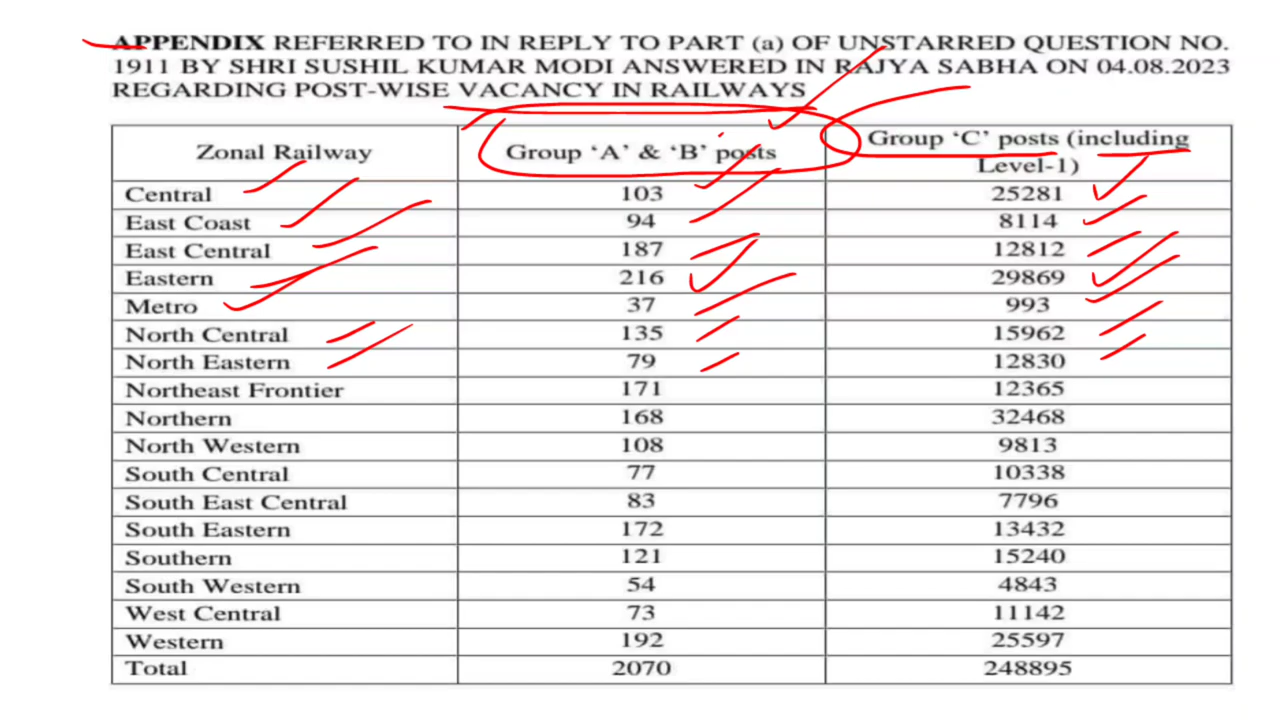 APPENDIX REFERRED TO IN REPLY TO PART (a) OF UNSTARRED QUESTION NO.
1911 BY SHRI SUSHIL KUMAR MODI ANSWERED IN RAJYA SABHA ON 04.08.2023
REGARDING POST-WISE VACANCY IN RAILWAYS
Zonal Railway Group ‘A’ & ‘B’ posts Group ‘C’ posts (including
Level-1)
Central 103 25281
East Coast 94 8114
East Central 187 12812
Eastern 216 29869
Metro 37 993
North Central 135 15962
North Eastern 79 12830
Northeast Frontier 171 12365
Northern 168 32468
North Western 108 9813
South Central 77 10338
South East Central 83 7796
South Eastern 172 13432
Southern 121 15240
South Western 54 4843
West Central 73 11142
Western 192 25597
Total 2070 248895